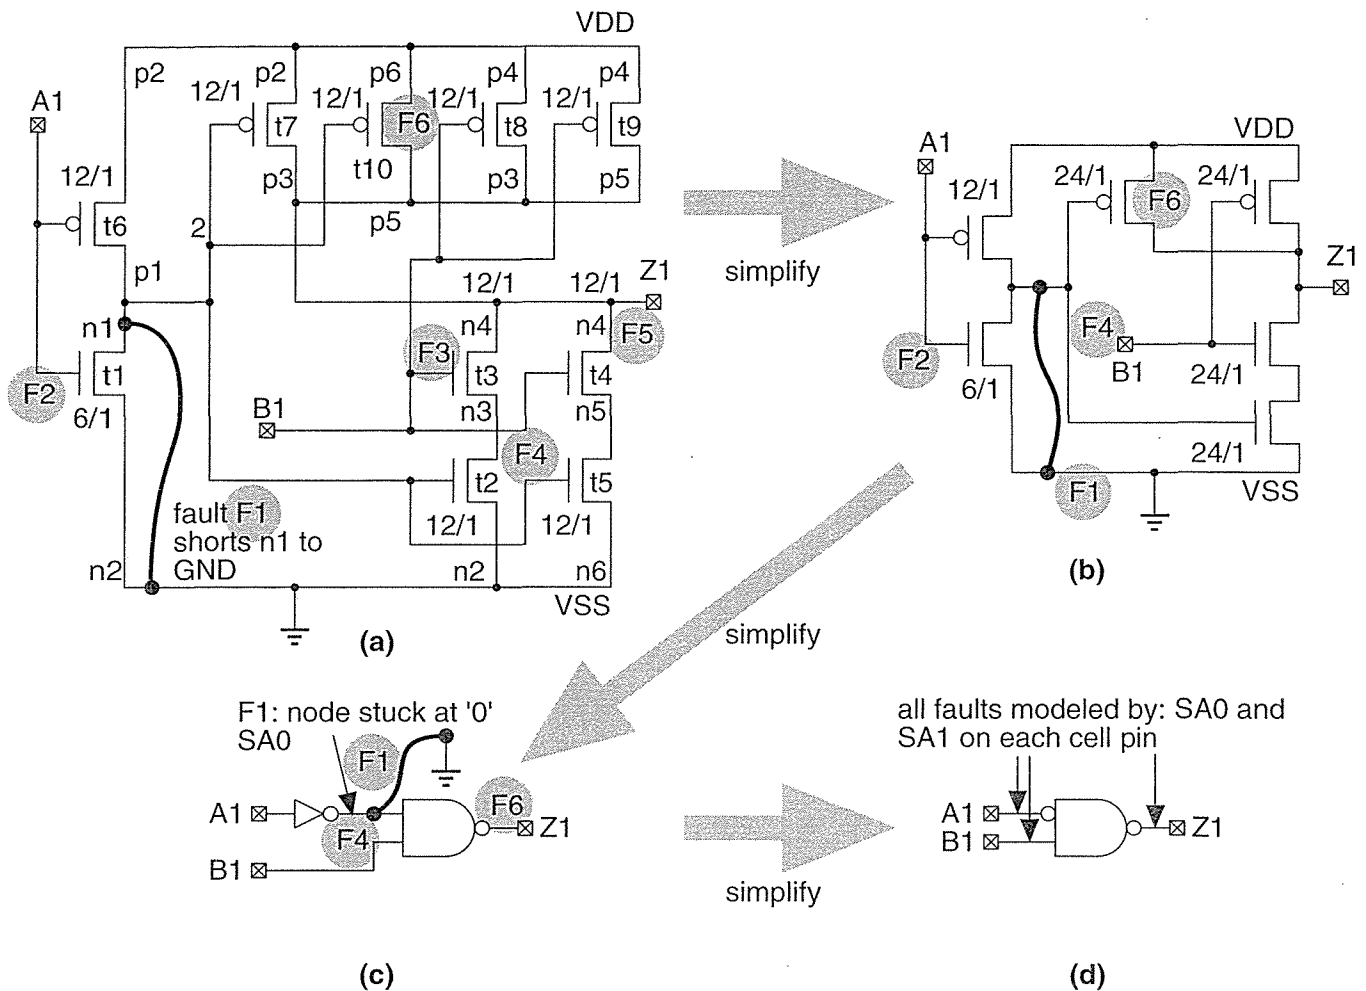 VDD
p2
p2
p6
p4
p4
12/1
12/1
12/1
12/1
A1
t7
F6
t8
t9
t10
12/1
p3
p3
p5
t6
2
p5
p1
12/1
12/1
Z1
n1
n4
n4
F5
F3
t1
t3
t4
F2
6/1
n3
n5
B1
F4
t2
t5
fault F1
shorts n1 to
GND
12/1
12/1
n2
n2
n6
VSS
(a)
simplify
VDD
A1
12/1
24/1
24/1
F6
Z1
F4
F2
B1
6/1
24/1
24/1
F1
VSS
(b)
simplify
F1: node stuck at '0'
SA0
F1
F6
A1
F4
Z1
B1
(c)
simplify
all faults modeled by: SA0 and
SA1 on each cell pin
A1
B1
Z1
(d)